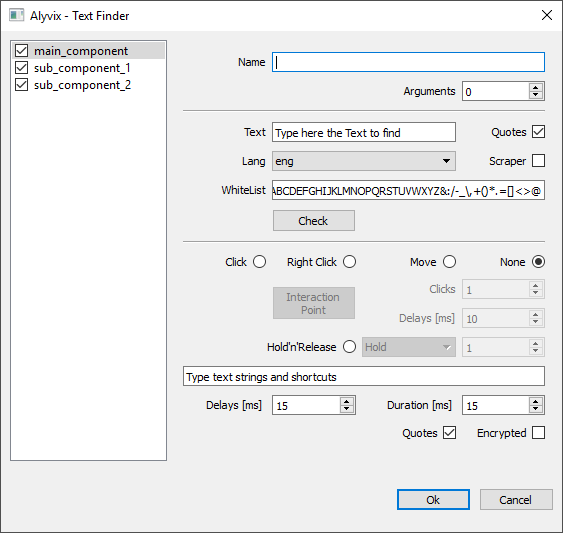 Alyvix - Text Finder
main_component
sub_component_1
sub_component_2
Name
Arguments 0
Text Type here the Text to find Quotes
Lang eng Scraper
WhiteList ABCDEFGHIJKLMNOPQRSTUVWXYZ&:/-_\,+()*.=[]<>@
Check
Click Right Click Move None
Interaction Point
Clicks 1
Delays [ms] 10
Hold'n'Release Hold 1
Type text strings and shortcuts
Delays [ms] 15 Duration [ms] 15
Quotes Encrypted
Ok Cancel